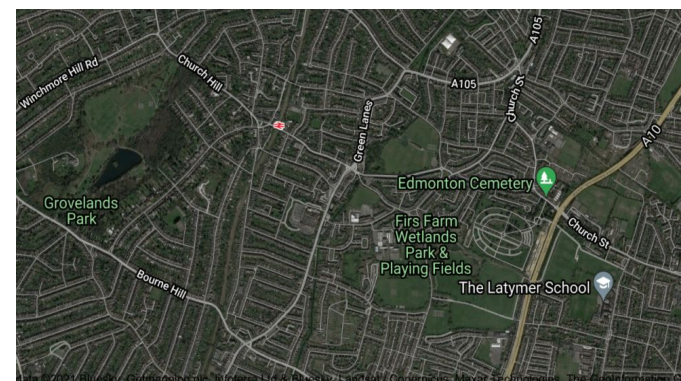 A105
Winchmore Hill Rd
Church Hill
A105
Church St
Green Lanes
A10
Edmonton Cemetery
Grovelands
Park
Firs Farm
Wetlands
Park &
Playing Fields
Church St
Bourne Hill
The Latymer School